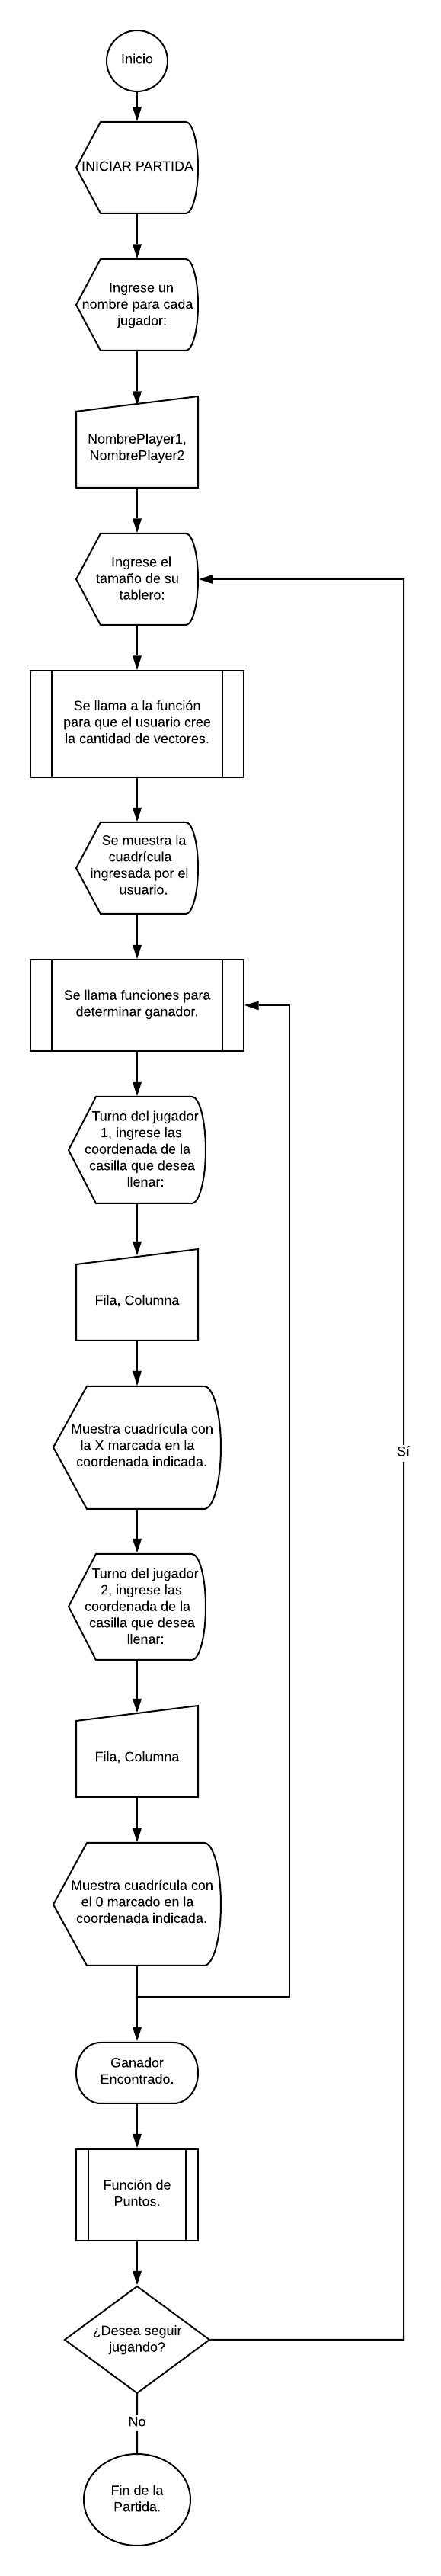 Inicio
INICIAR PARTIDA
Ingrese un
nombre para cada
jugador:
NombrePlayer1,
NombrePlayer2
Ingrese el
tamaño de su
tablero:
Se llama a la función
para que el usuario cree
la cantidad de vectores.
Se muestra la
cuadrícula
ingresada por el
usuario.
Se llama funciones para
determinar ganador.
Turno del jugador
1, ingrese las
coordenada de la
casilla que desea
llenar:
Fila, Columna
Muestra cuadrícula con
la X marcada en la
coordenada indicada.
Sí
Turno del jugador
2, ingrese las
coordenada de la
casilla que desea
llenar:
Fila, Columna
Muestra cuadrícula con
el 0 marcado en la
coordenada indicada.
Ganador
Encontrado.
Función de
Puntos.
¿Desea seguir
jugando?
No
Fin de la
Partida.